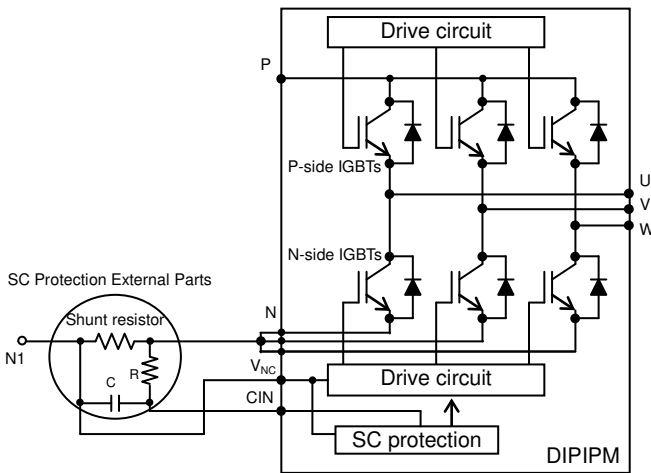 Drive circuit
P
P-side IGBTs
U
V
W
N-side IGBTs
SC Protection External Parts
Shunt resistor
N
N1
R
C
VNC
Drive circuit
CIN
SC protection
DIPIPM